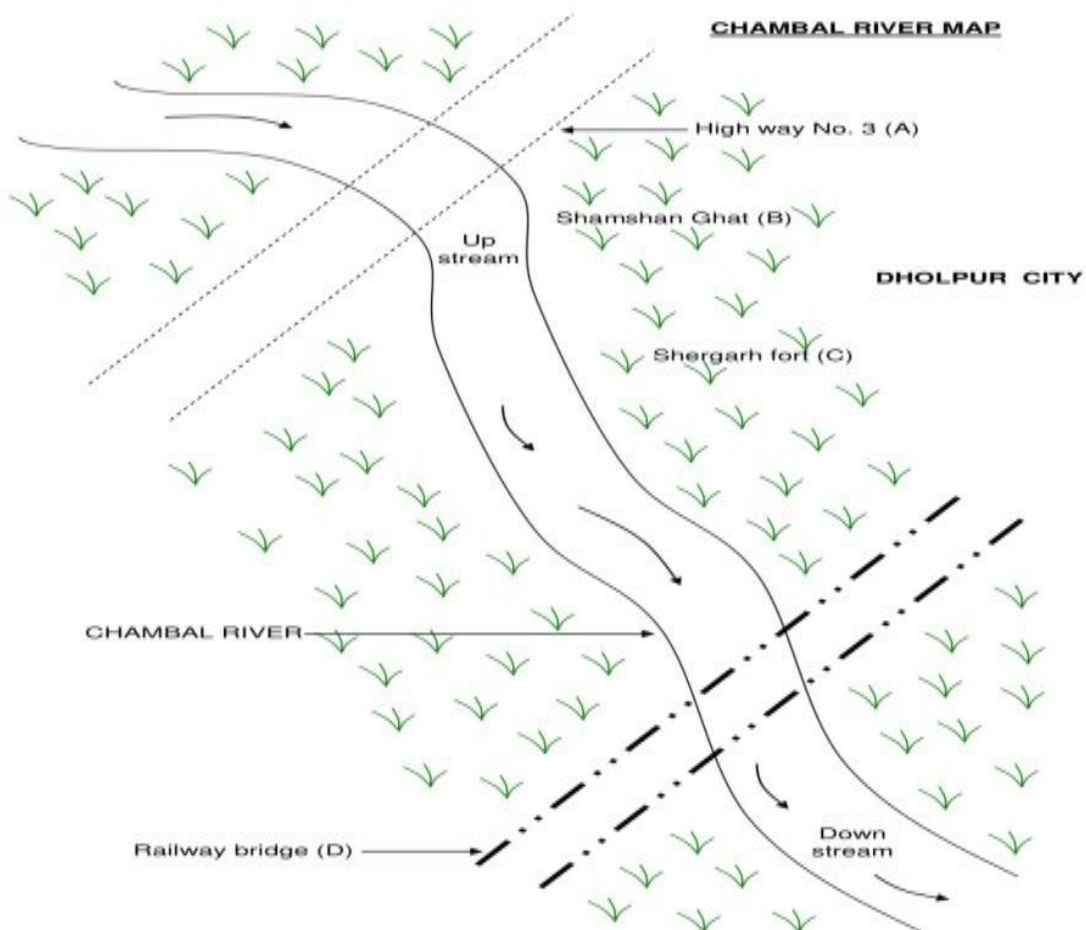 CHAMBAL RIVER MAP
High way No. 3 (A)
Shamshan Ghat (B)
Up
stream
DHOLPUR CITY
Shergarh fort (C)
CHAMBAL RIVER
Railway bridge (D)
Down
stream